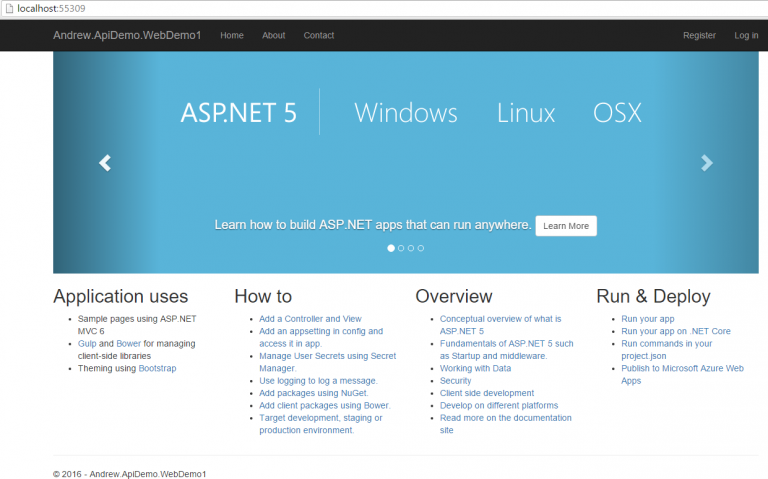 localhost:55309
Andrew.ApiDemo.WebDemo1 Home About Contact Register Log in
ASP.NET 5 Windows Linux OSX
Learn how to build ASP.NET apps that can run anywhere. Learn More
Application uses
Sample pages using ASP.NET
MVC 6
Gulp and Bower for managing
client-side libraries
Theming using Bootstrap
How to
Add a Controller and View
Add an appsetting in config and
access it in app.
Manage User Secrets using Secret
Manager.
Use logging to log a message.
Add packages using NuGet.
Add client packages using Bower.
Target development, staging or
production environment.
Overview
Conceptual overview of what is
ASP.NET 5
Fundamentals of ASP.NET 5 such
as Startup and middleware.
Working with Data
Security
Client side development
Develop on different platforms
Read more on the documentation
site
Run & Deploy
Run your app
Run your app on .NET Core
Run commands in your
project.json
Publish to Microsoft Azure Web
Apps
© 2016 - Andrew.ApiDemo.WebDemo1